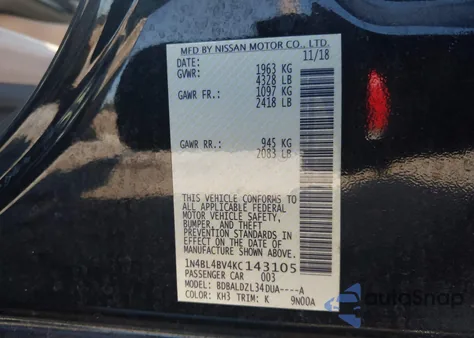 MFD BY NISSAN MOTOR CO., LTD.
DATE: 11/18
GVWR: 1963 KG
4328 LB
GAWR FR: 1097 KG
2418 LB
GAWR RR: 945 KG
2083 LB
THIS VEHICLE CONFORMS TO
ALL APPLICABLE FEDERAL
MOTOR VEHICLE SAFETY,
BUMPER, AND THEFT
PREVENTION STANDARDS IN
EFFECT ON THE DATE OF
MANUFACTURE SHOWN ABOVE.
1N4BL4BV4KC143105
PASSENGER CAR 003
MODEL: BDBALDZL34DUA----A
COLOR: KH3 TRIM: K 9N00A
AutoSnap